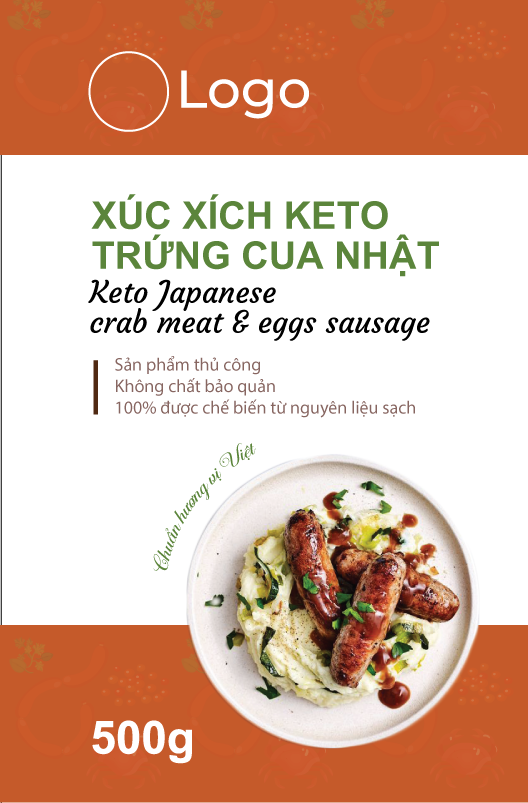 Logo
XÚC XÍCH KETO
TRỨNG CUA NHẬT
Keto Japanese
crab meat & eggs sausage
Sản phẩm thủ công
Không chất bảo quản
100% được chế biến từ nguyên liệu sạch
Chuẩn hương vị Việt
500g